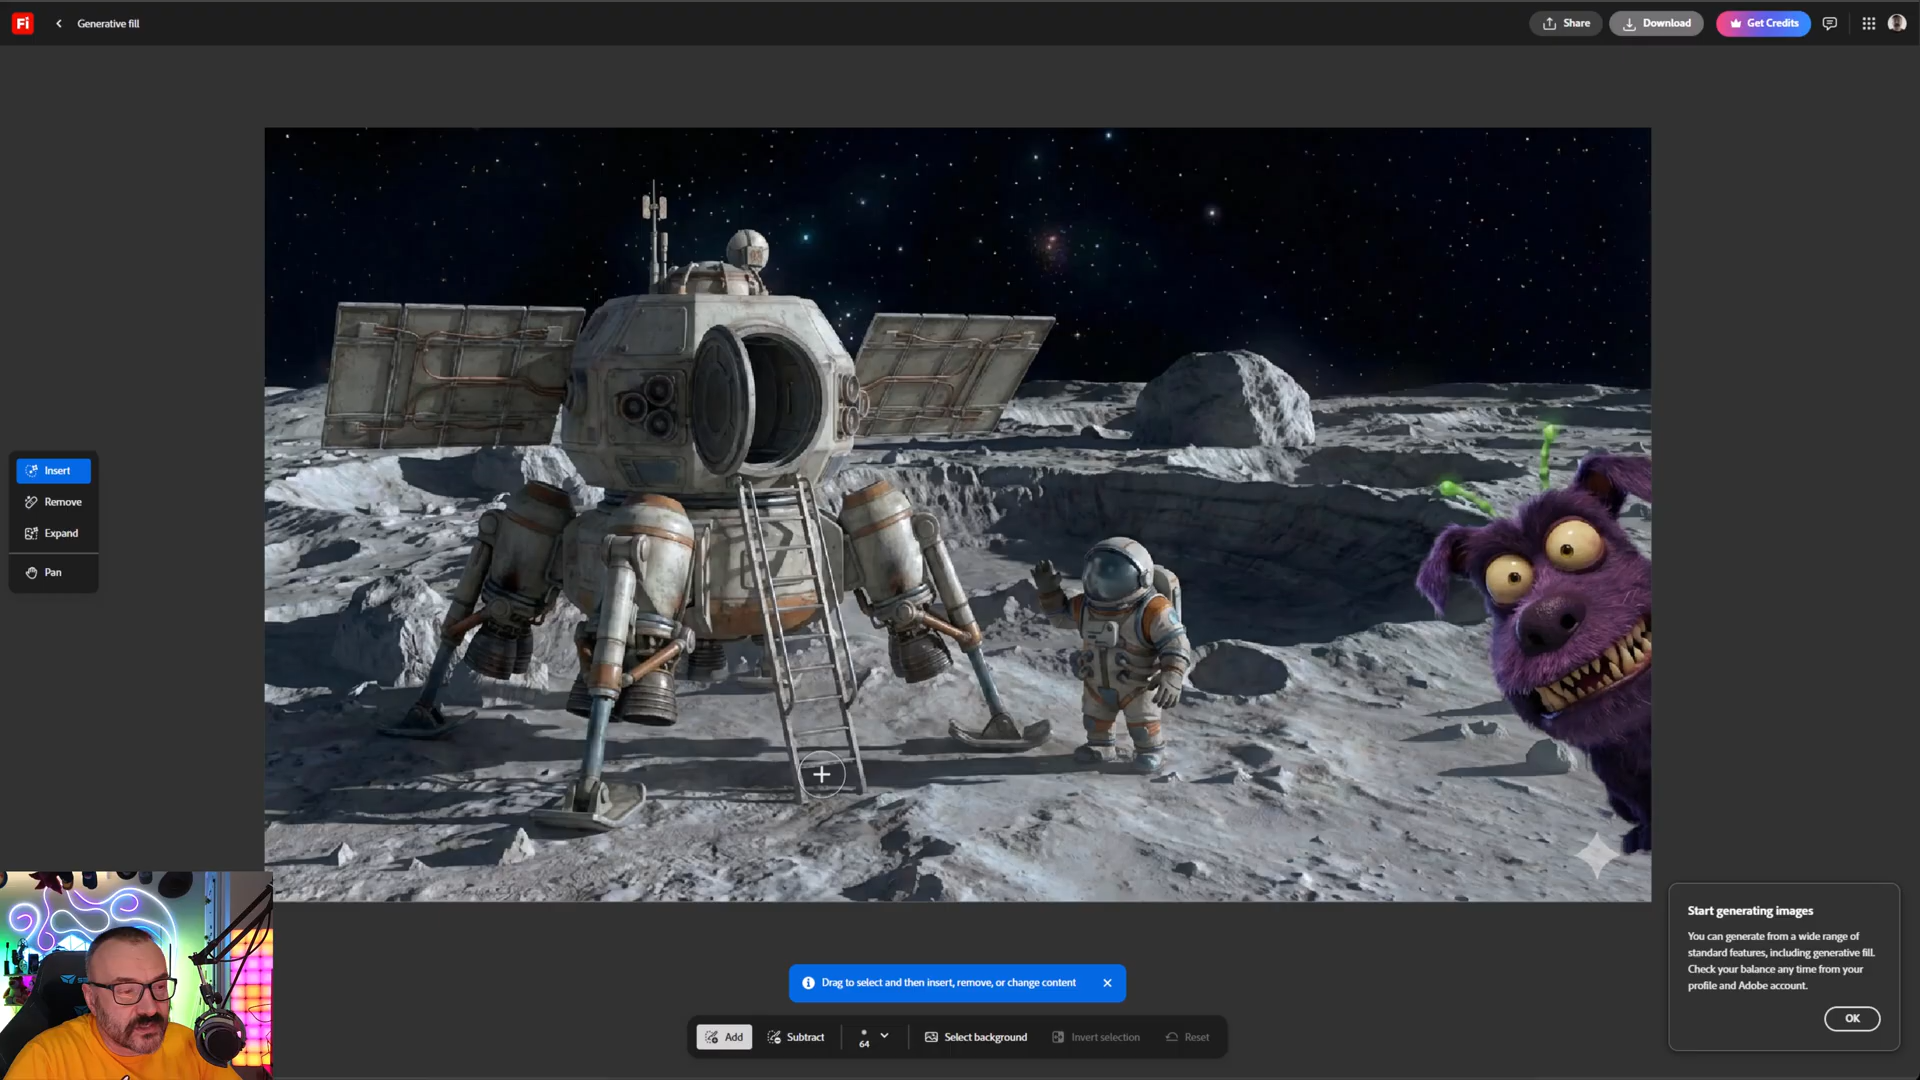 Fi
Generative fill
Share
Download
Get Credits
Insert
Remove
Expand
Pan
Start generating images
You can generate from a wide range of
standard features, including generative fill.
Check your balance any time from your
profile and Adobe account.
OK
Drag to select and then insert, remove, or change content
Add
Subtract
64
Select background
Invert selection
Reset